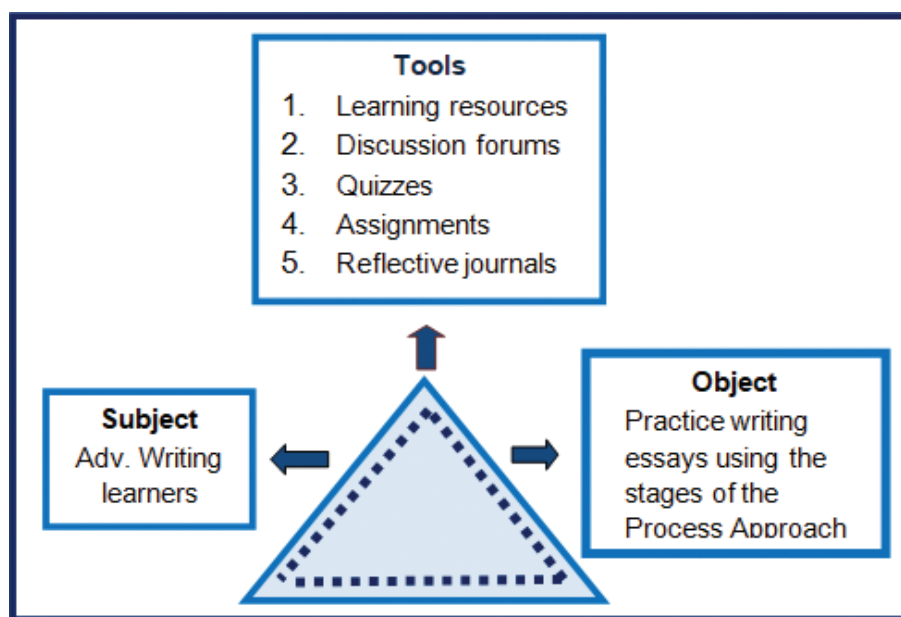 Tools
1. Learning resources
2. Discussion forums
3. Quizzes
4. Assignments
5. Reflective journals
Subject
Adv. Writing
learners
Object
Practice writing
essays using the
stages of the
Process Approach